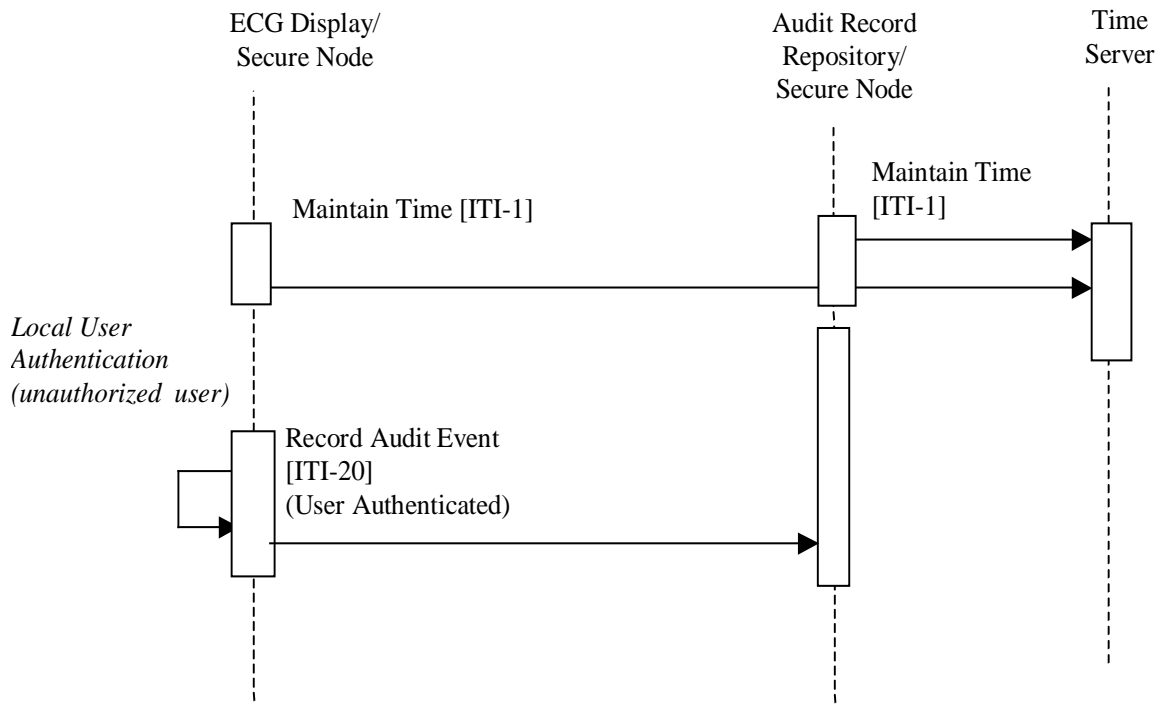 ECG Display/
Secure Node
Audit Record
Repository/
Secure Node
Time
Server
Maintain Time [ITI-1]
Maintain Time
[ITI-1]
Local User
Authentication
(unauthorized user)
Record Audit Event
[ITI-20]
(User Authenticated)